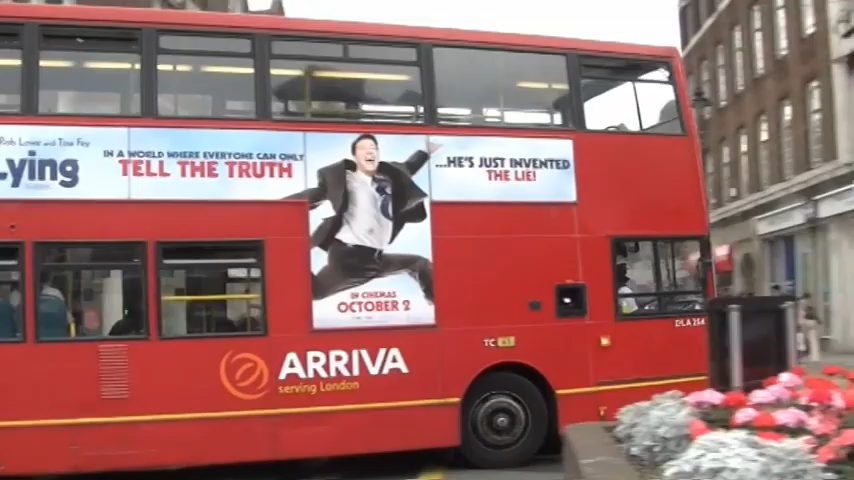 Rob Lowe and Tina Fey
Lying
IN A WORLD WHERE EVERYONE CAN ONLY
TELL THE TRUTH
...HE'S JUST INVENTED
THE LIE!
IN CINEMAS
OCTOBER 2
ARRIVA
serving London
TC
DLA